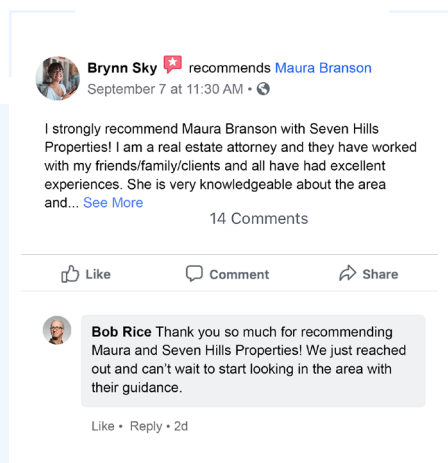 Brynn Sky recommends Maura Branson
September 7 at 11:30 AM •
I strongly recommend Maura Branson with Seven Hills
Properties! I am a real estate attorney and they have worked
with my friends/family/clients and all have had excellent
experiences. She is very knowledgeable about the area
and... See More
14 Comments
Like Comment Share
Bob Rice Thank you so much for recommending
Maura and Seven Hills Properties! We just reached
out and can’t wait to start looking in the area with
their guidance.
Like • Reply • 2d